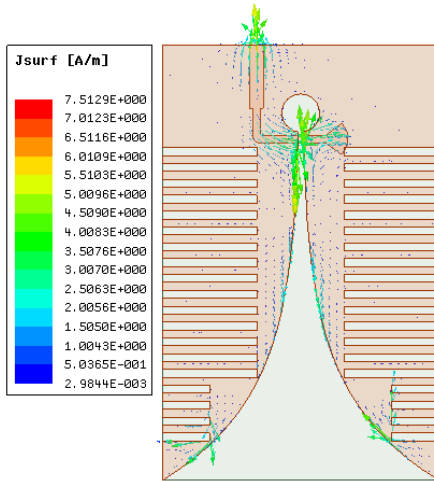 Jsurf [A/m]
7.5129E+000
7.0123E+000
6.5116E+000
6.0109E+000
5.5103E+000
5.0096E+000
4.5090E+000
4.0083E+000
3.5076E+000
3.0070E+000
2.5063E+000
2.0056E+000
1.5050E+000
1.0043E+000
5.0365E-001
2.9844E-003